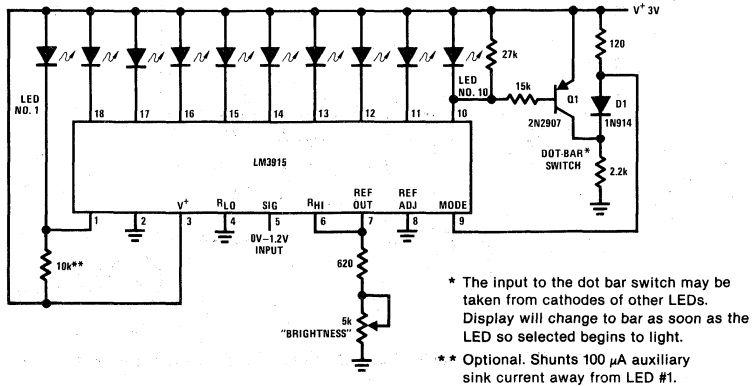 V+ 3V
27k
120
LED
NO. 1
LED
NO. 10
15k
Q1
2N2907
D1
1N914
18
17
16
15
14
13
12
11
10
DOT-BAR*
SWITCH
2.2k
LM3915
V+
RLO
SIG
RHI
REF
OUT
REF
ADJ
MODE
1
2
3
4
5
6
7
8
9
0V–1.2V
INPUT
10k**
620
5k
"BRIGHTNESS"
* The input to the dot bar switch may be
taken from cathodes of other LEDs.
Display will change to bar as soon as the
LED so selected begins to light.
** Optional. Shunts 100 µA auxiliary
sink current away from LED #1.